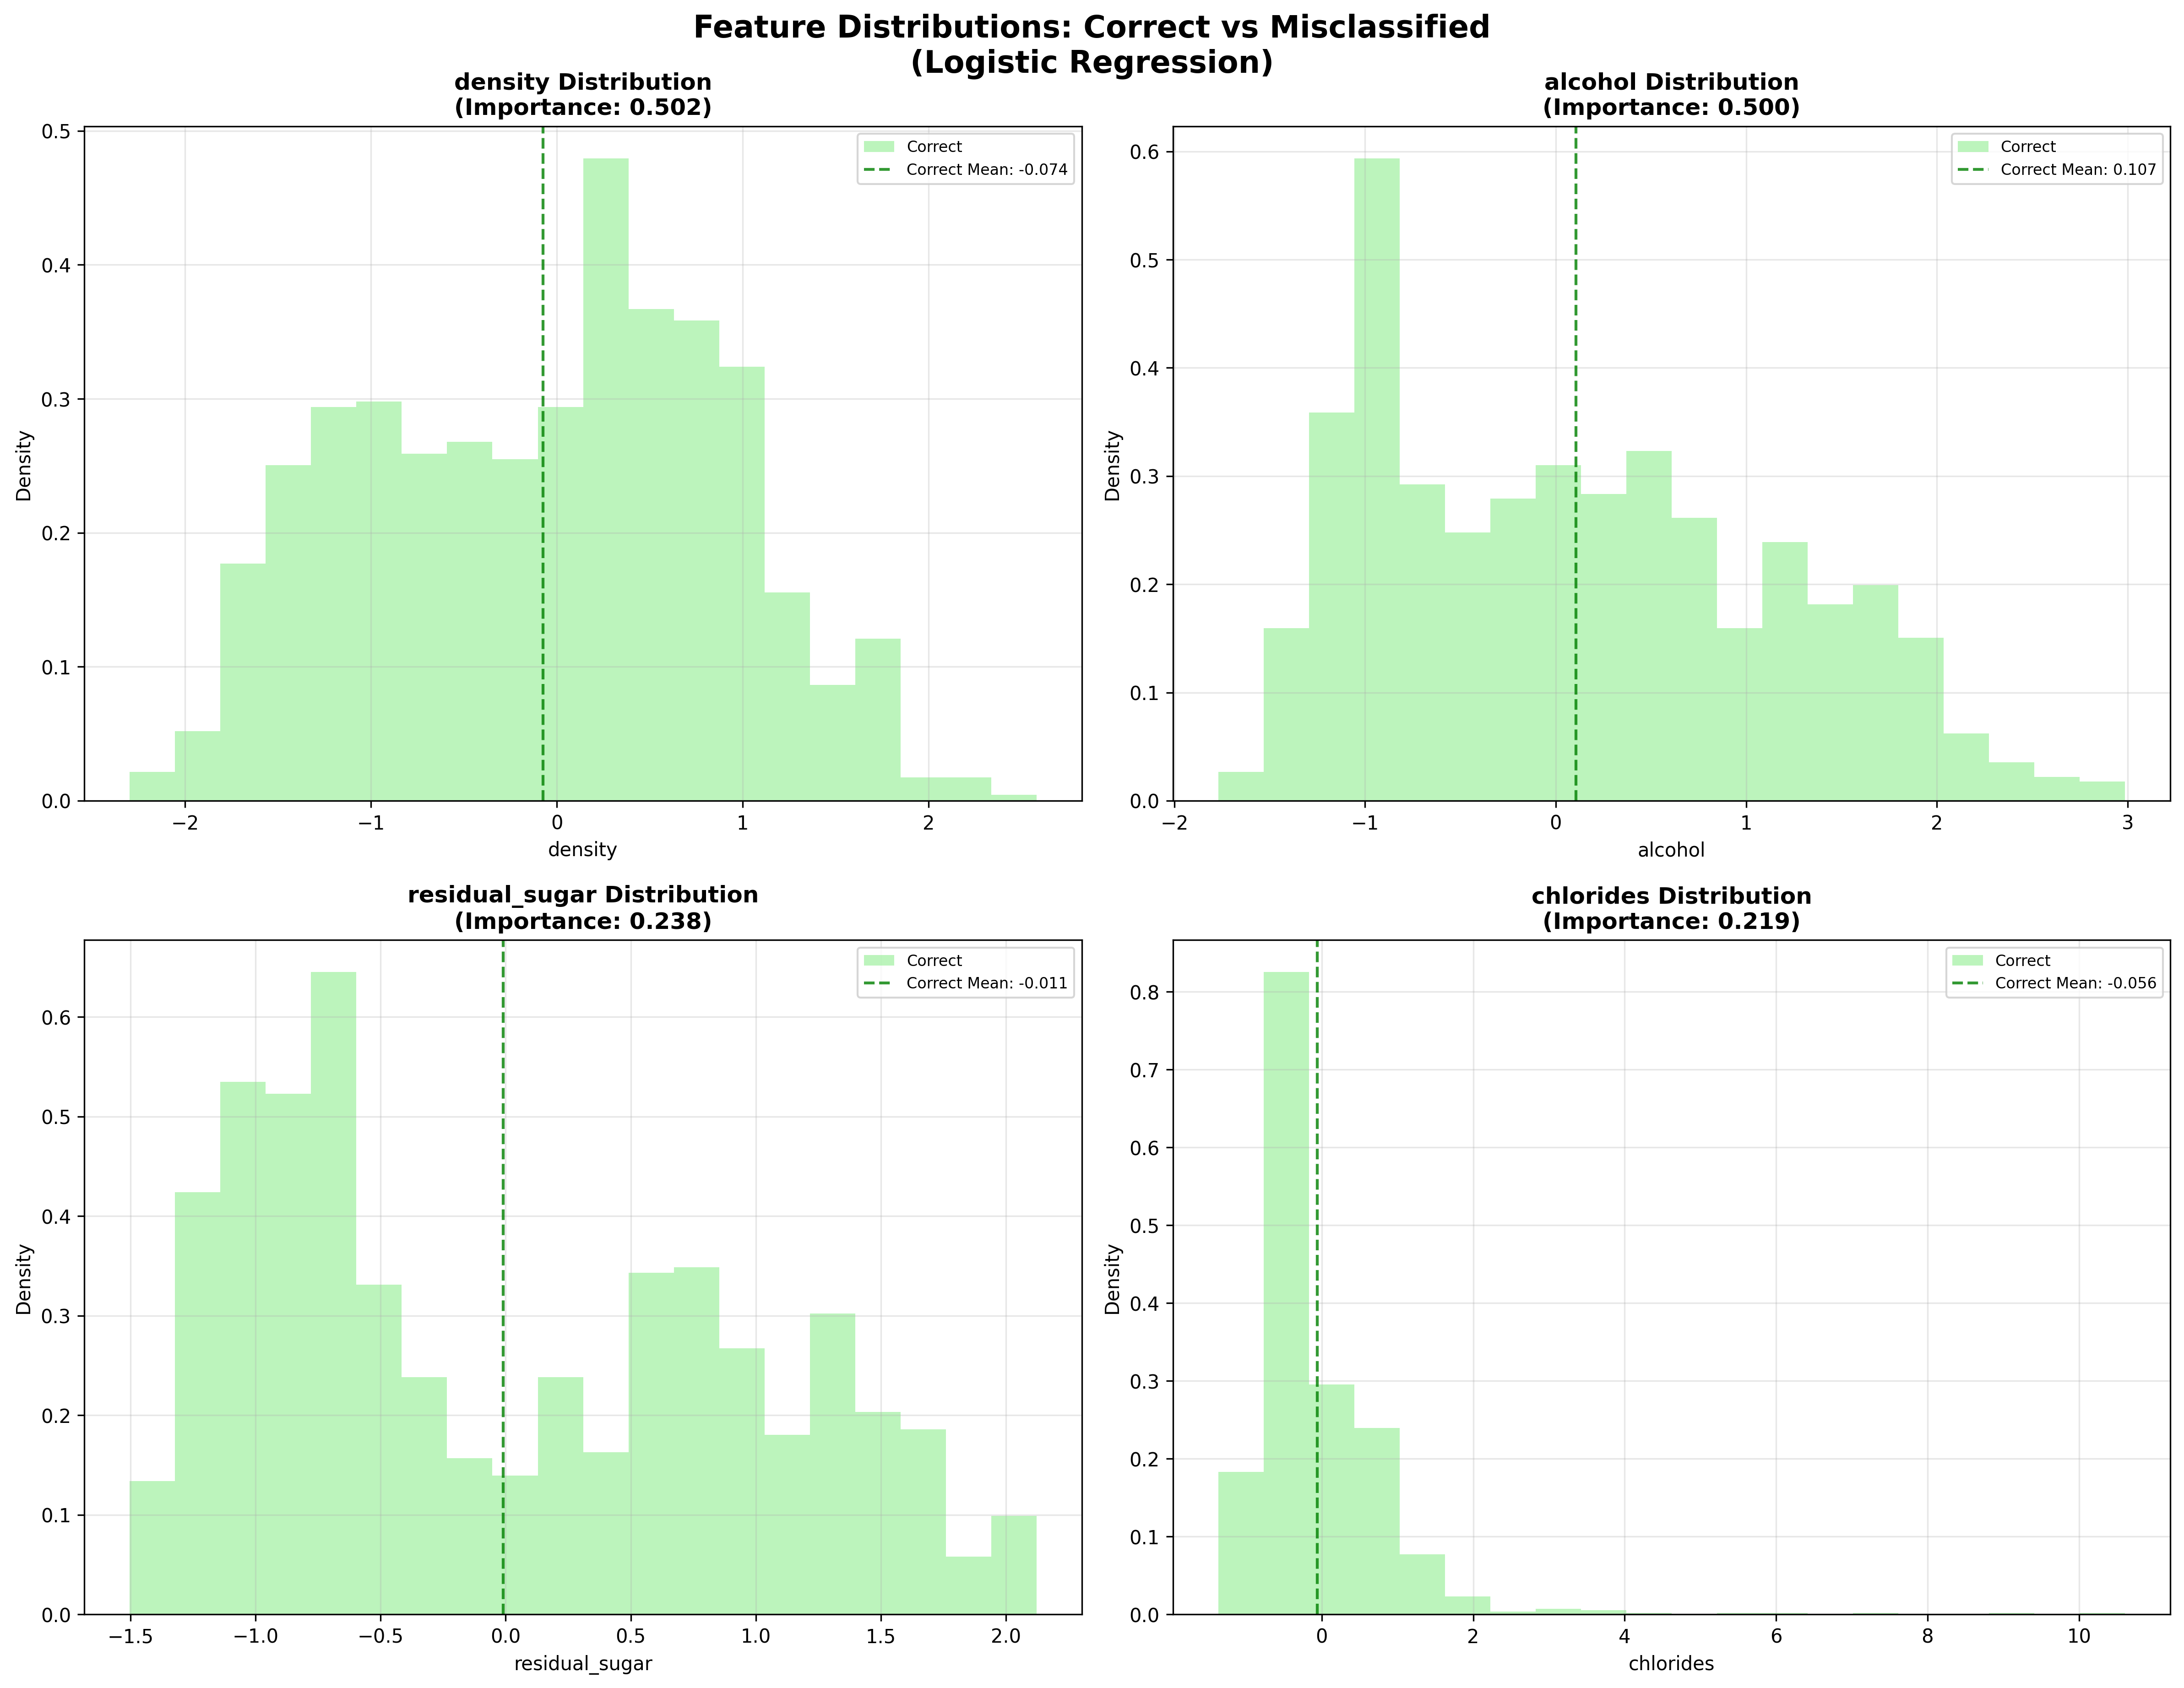 Feature Distributions: Correct vs Misclassified
(Logistic Regression)
density Distribution
(Importance: 0.502)
Correct
Correct Mean: -0.074
0.5
0.4
0.3
0.2
0.1
0.0
Density
−2
−1
0
1
2
density
alcohol Distribution
(Importance: 0.500)
Correct
Correct Mean: 0.107
0.6
0.5
0.4
0.3
0.2
0.1
0.0
Density
−2
−1
0
1
2
3
alcohol
residual_sugar Distribution
(Importance: 0.238)
Correct
Correct Mean: -0.011
0.6
0.5
0.4
0.3
0.2
0.1
0.0
Density
−1.5
−1.0
−0.5
0.0
0.5
1.0
1.5
2.0
residual_sugar
chlorides Distribution
(Importance: 0.219)
Correct
Correct Mean: -0.056
0.8
0.7
0.6
0.5
0.4
0.3
0.2
0.1
0.0
Density
0
2
4
6
8
10
chlorides